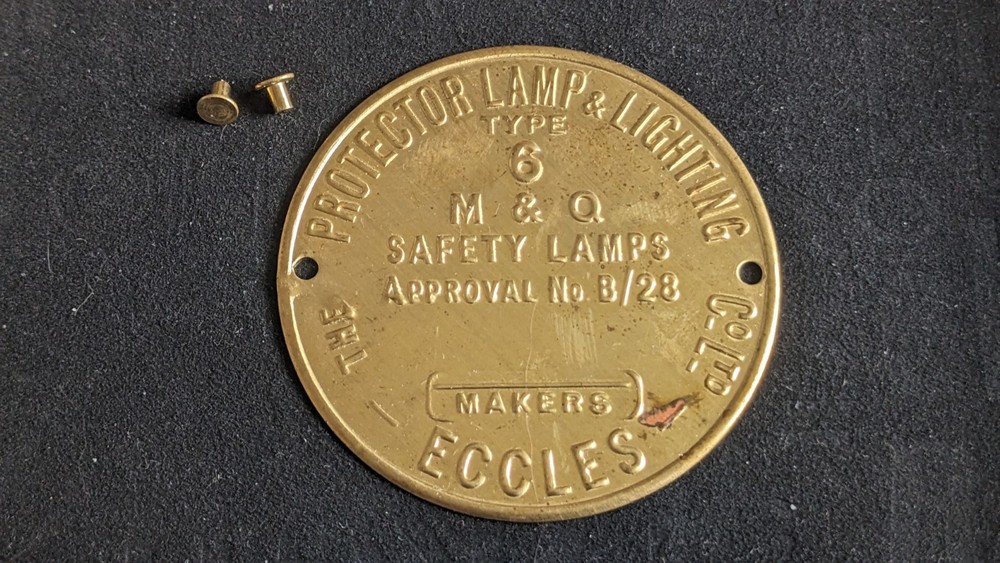 THE PROTECTOR LAMP & LIGHTING Co. LTD
TYPE
6
M & Q
SAFETY LAMPS
APPROVAL No. B/28
MAKERS
ECCLES